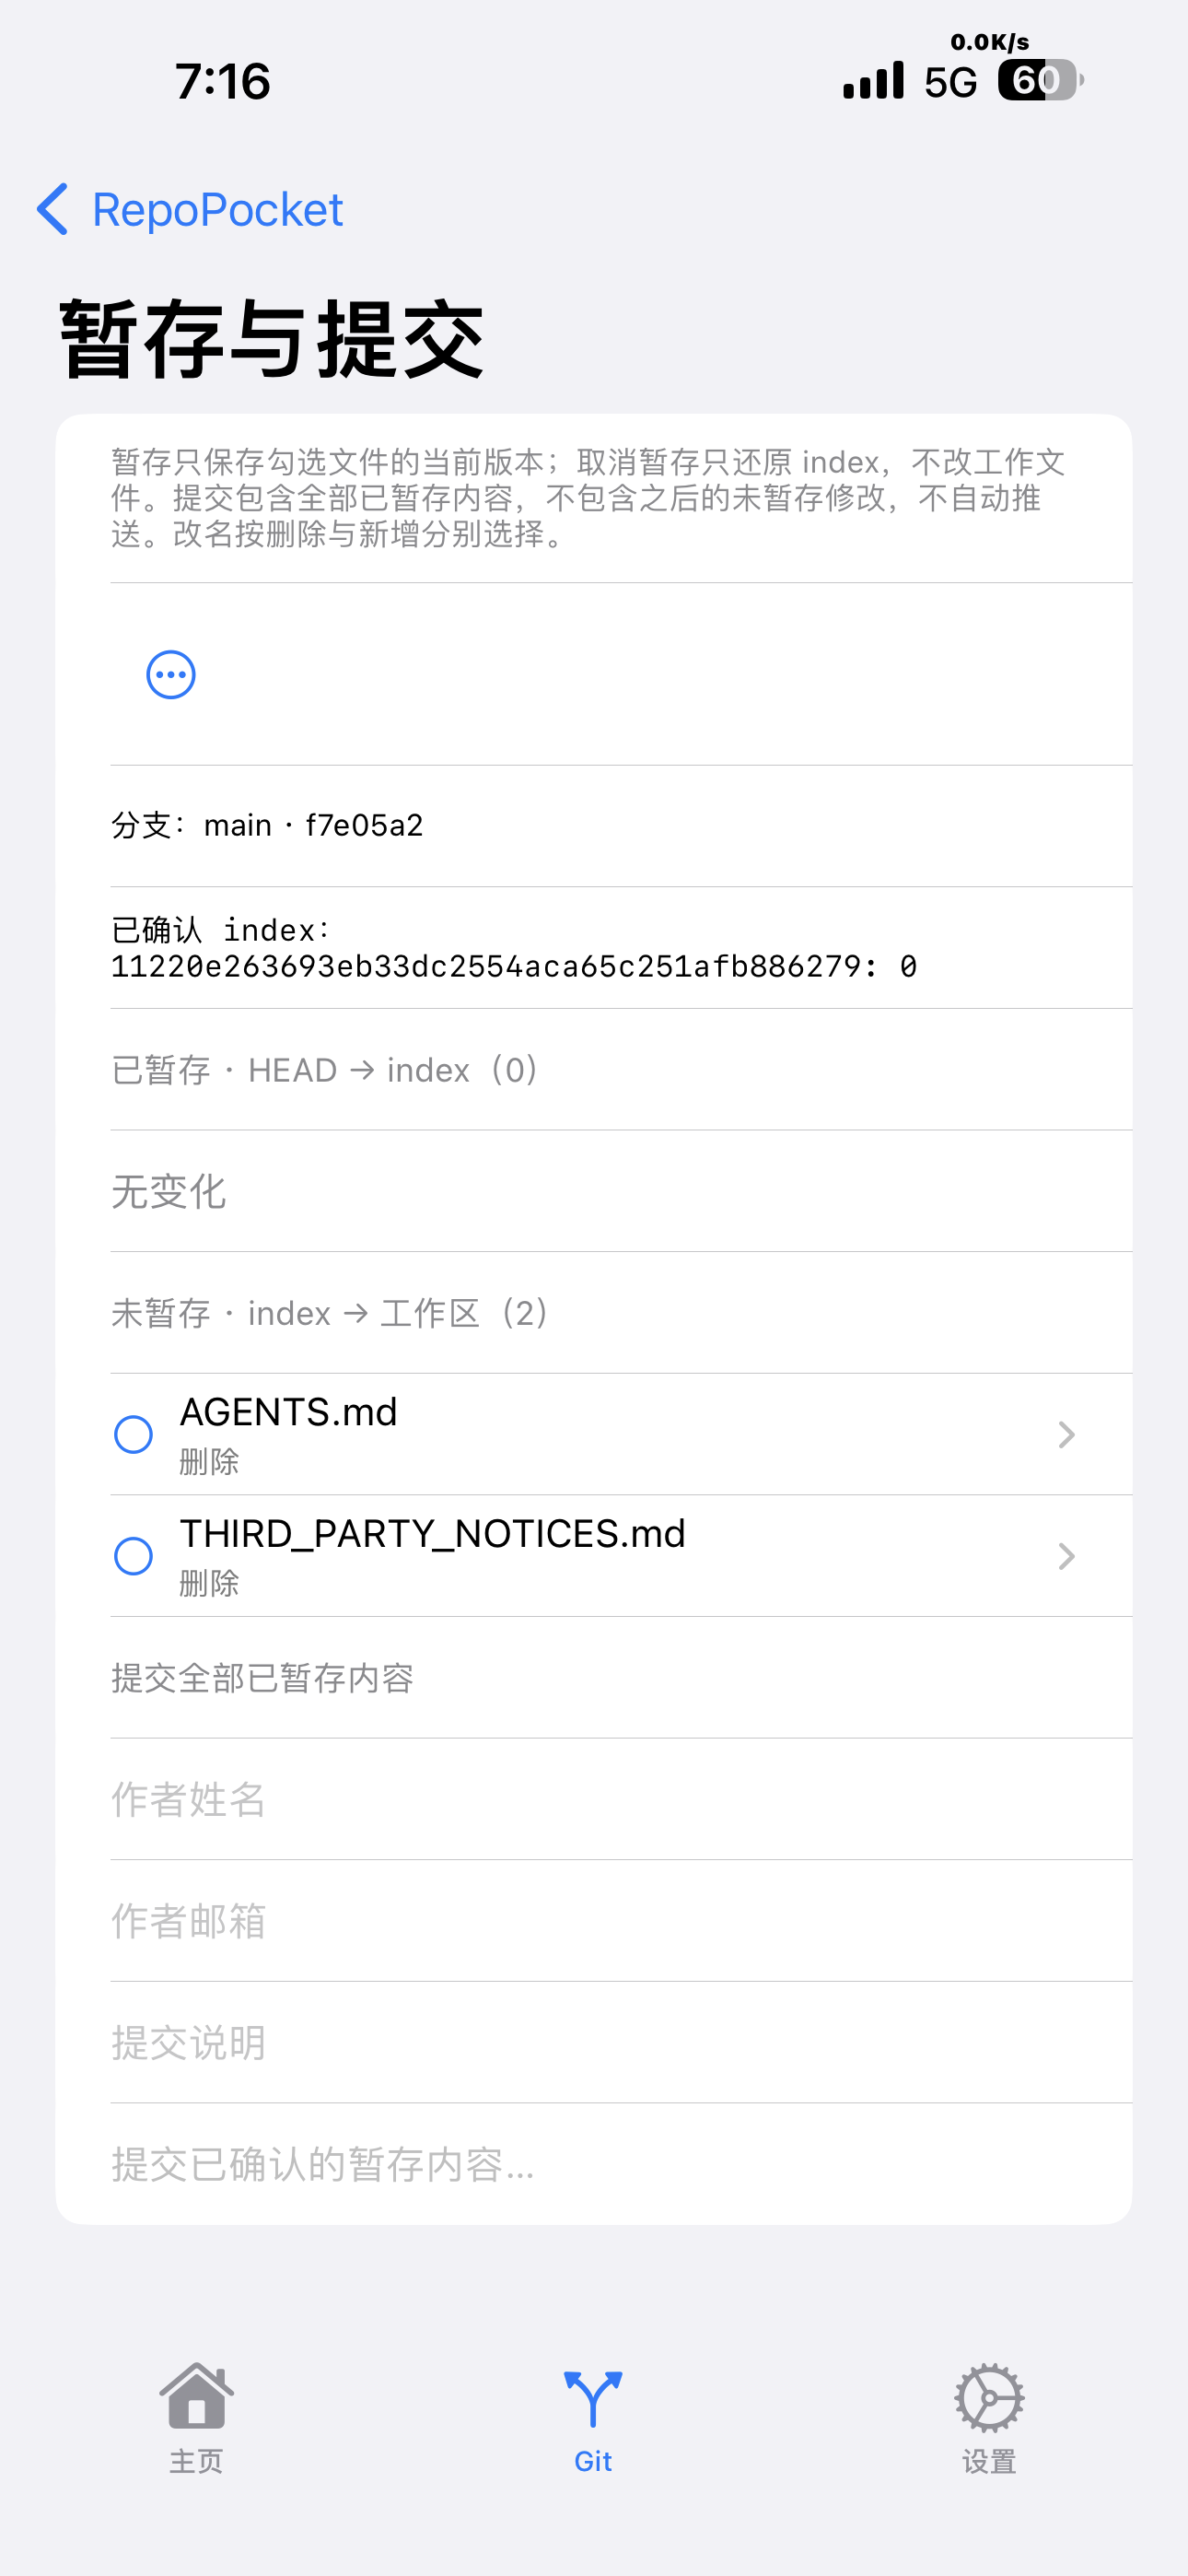 0.0K/s
7:16
5G
60
RepoPocket
暂存与提交
暂存只保存勾选文件的当前版本；取消暂存只还原 index，不改工作文
件。提交包含全部已暂存内容，不包含之后的未暂存修改，不自动推
送。改名按删除与新增分别选择。
分支：main · f7e05a2
已确认 index：
11220e263693eb33dc2554aca65c251afb886279: 0
已暂存 · HEAD → index（0）
无变化
未暂存 · index → 工作区（2）
AGENTS.md
删除
THIRD_PARTY_NOTICES.md
删除
提交全部已暂存内容
作者姓名
作者邮箱
提交说明
提交已确认的暂存内容...
主页
Git
设置